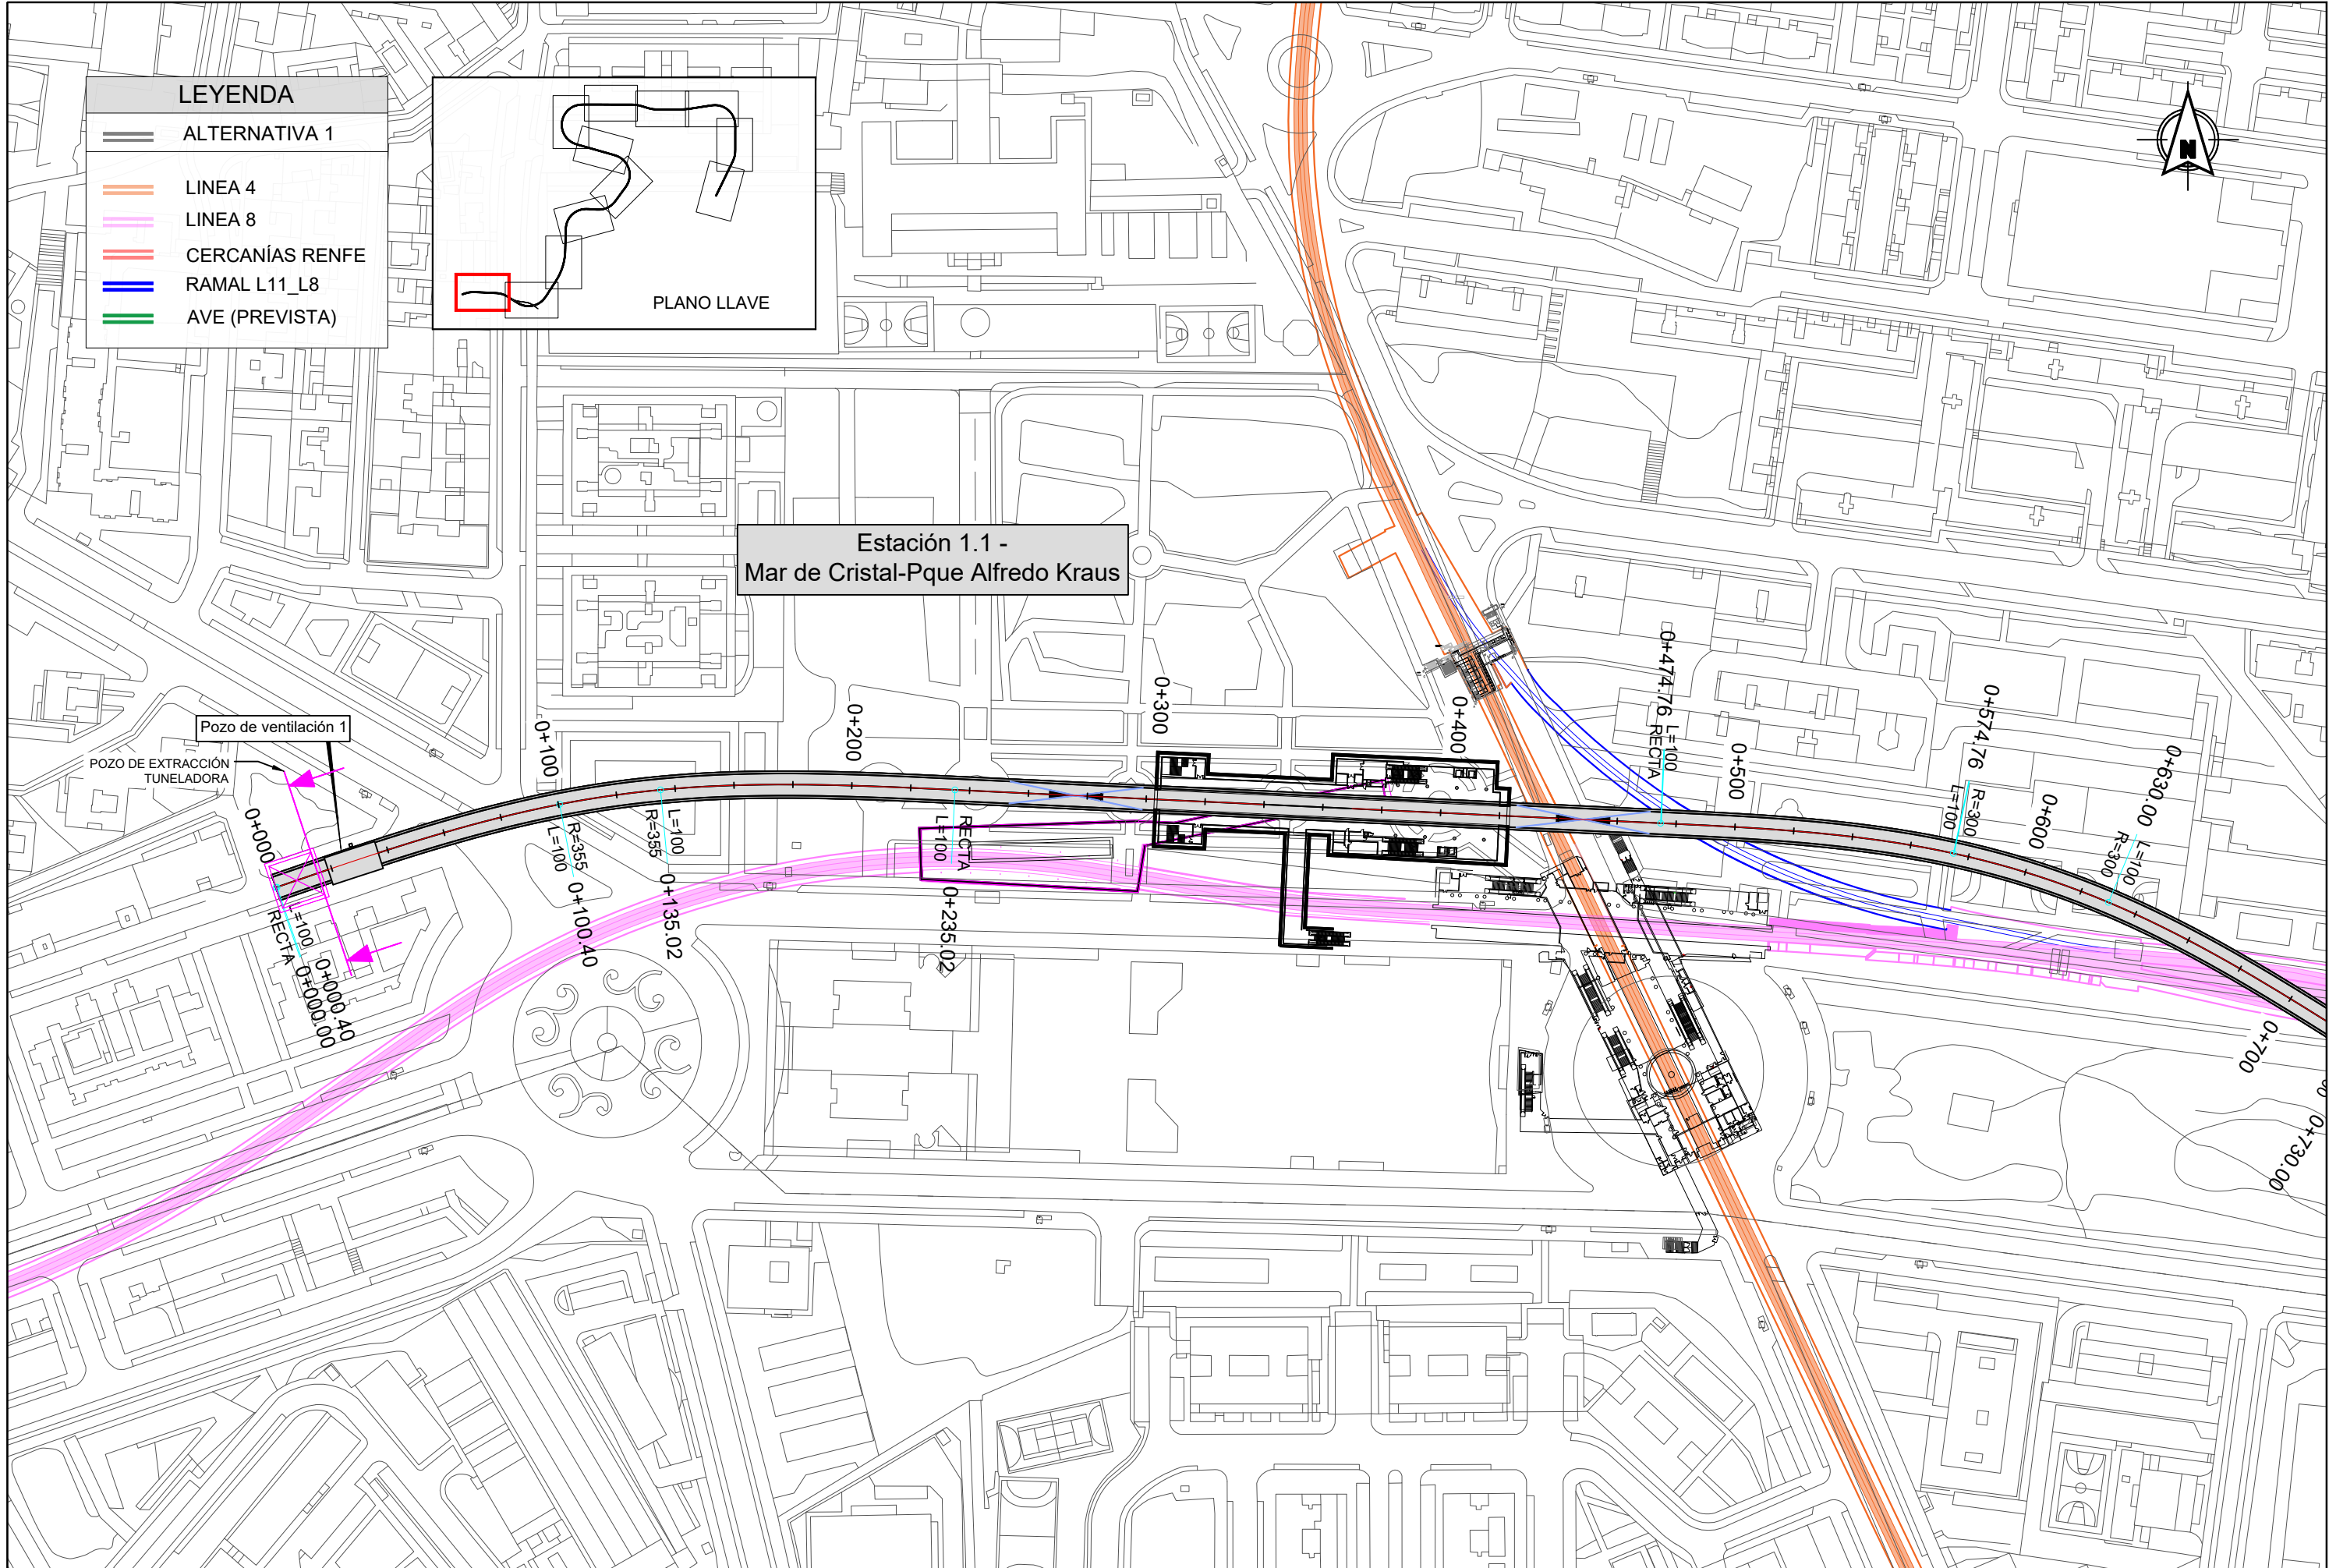 LEYENDA
ALTERNATIVA 1
LINEA 4
LINEA 8
CERCANÍAS RENFE
RAMAL L11_L8
AVE (PREVISTA)
PLANO LLAVE
N
Estación 1.1 -
Mar de Cristal-Pque Alfredo Kraus
Pozo de ventilación 1
POZO DE EXTRACCIÓN
TUNELADORA
0+000
RECTA
L=100
0+000.00
0+000.40
0+100
L=100
R=355
0+100.40
R=355
L=100
0+135.02
0+200
L=100
RECTA
0+235.02
0+300
0+400
0+474.76
RECTA
L=100
0+500
0+574.76
L=100
R=300
0+600
0+630.00
R=300
L=100
0+700
0+730.00